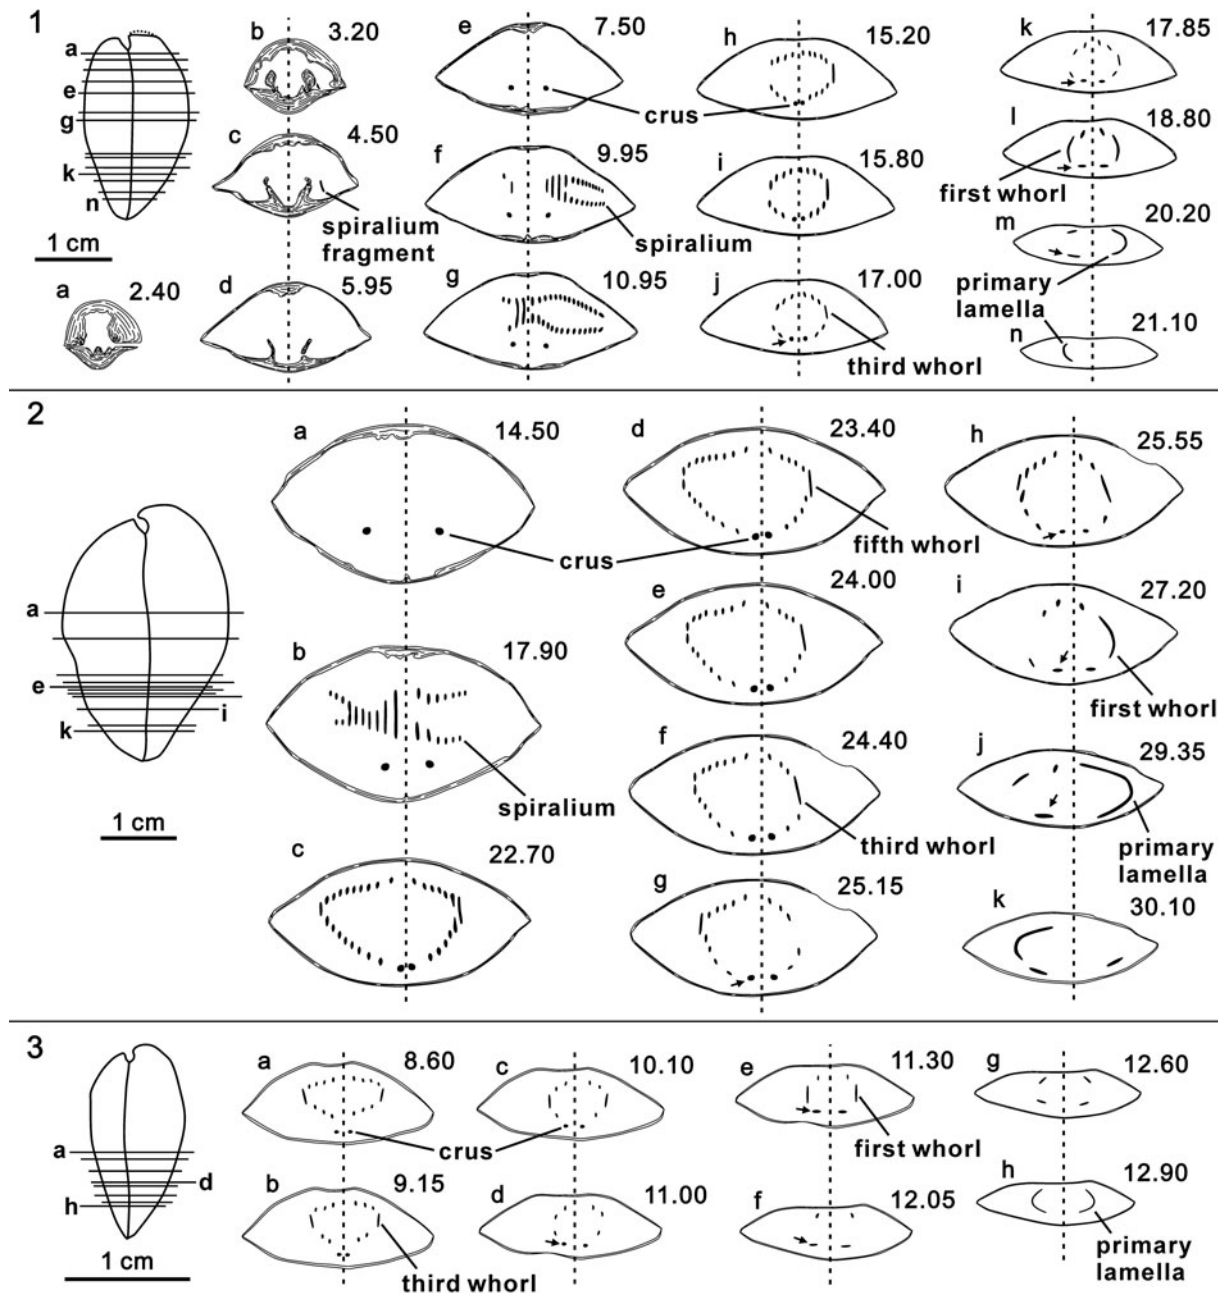 1
a
e
g
k
n
1 cm
a 2.40
b 3.20
c 4.50
spiralium
fragment
d 5.95
e 7.50
crus
f 9.95
spiralium
g 10.95
h 15.20
i 15.80
j 17.00
third whorl
k 17.85
l 18.80
first whorl
m 20.20
primary
lamella
n 21.10
2
a
e
i
k
1 cm
a 14.50
crus
b 17.90
spiralium
c 22.70
d 23.40
fifth whorl
e 24.00
f 24.40
third whorl
g 25.15
h 25.55
i 27.20
first whorl
j 29.35
primary
lamella
k 30.10
3
a
d
h
1 cm
a 8.60
crus
b 9.15
third whorl
c 10.10
d 11.00
e 11.30
first whorl
f 12.05
g 12.60
h 12.90
primary
lamella